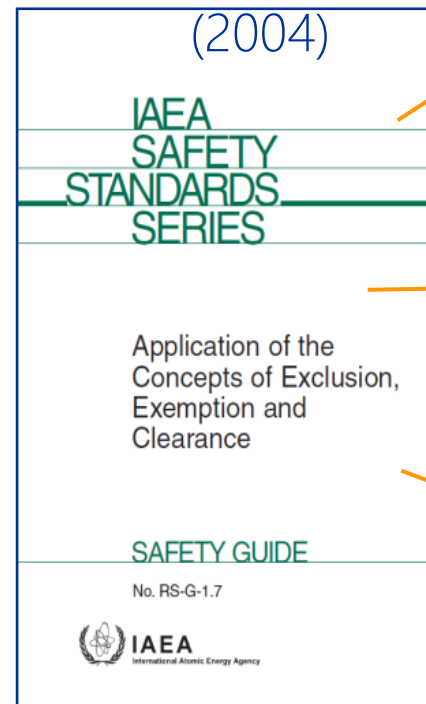 (2004)
IAEA
SAFETY
STANDARDS
SERIES
Application of the
Concepts of Exclusion,
Exemption and
Clearance
SAFETY GUIDE
No. RS-G-1.7
IAEA
International Atomic Energy Agency